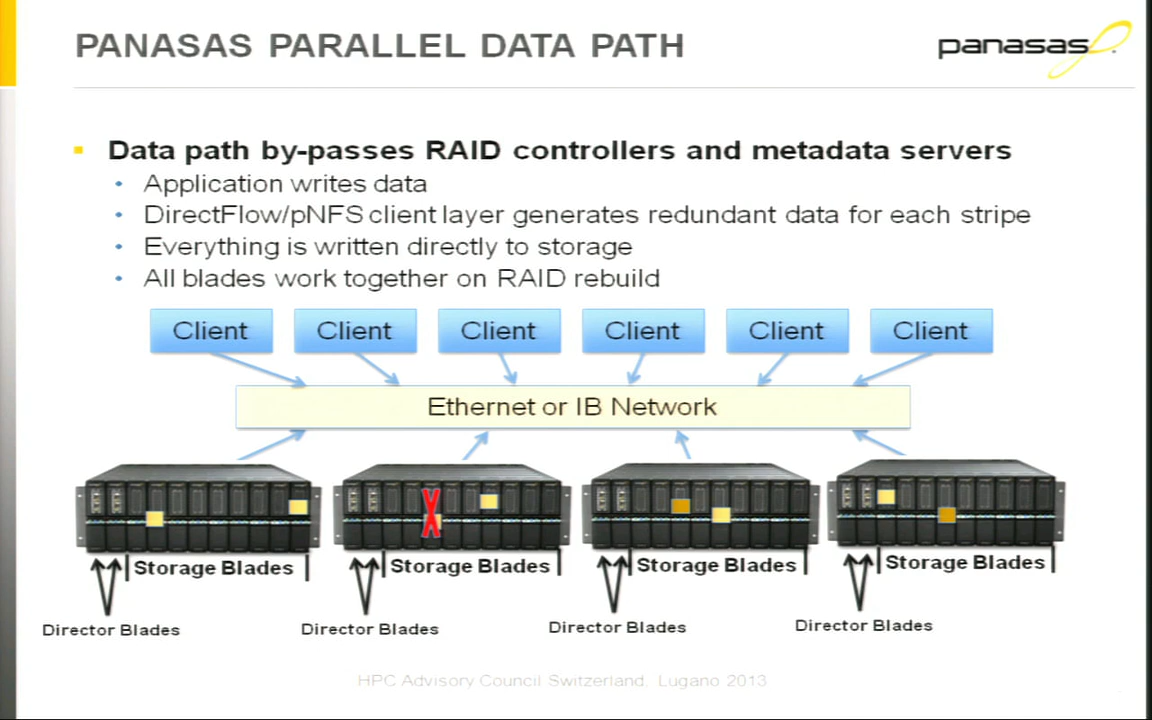 PANASAS PARALLEL DATA PATH
panasas
Data path by-passes RAID controllers and metadata servers
Application writes data
DirectFlow/pNFS client layer generates redundant data for each stripe
Everything is written directly to storage
All blades work together on RAID rebuild
Client Client Client Client Client Client
Ethernet or IB Network
X
Storage Blades Storage Blades Storage Blades Storage Blades
Director Blades Director Blades Director Blades Director Blades
HPC Advisory Council Switzerland, Lugano 2013